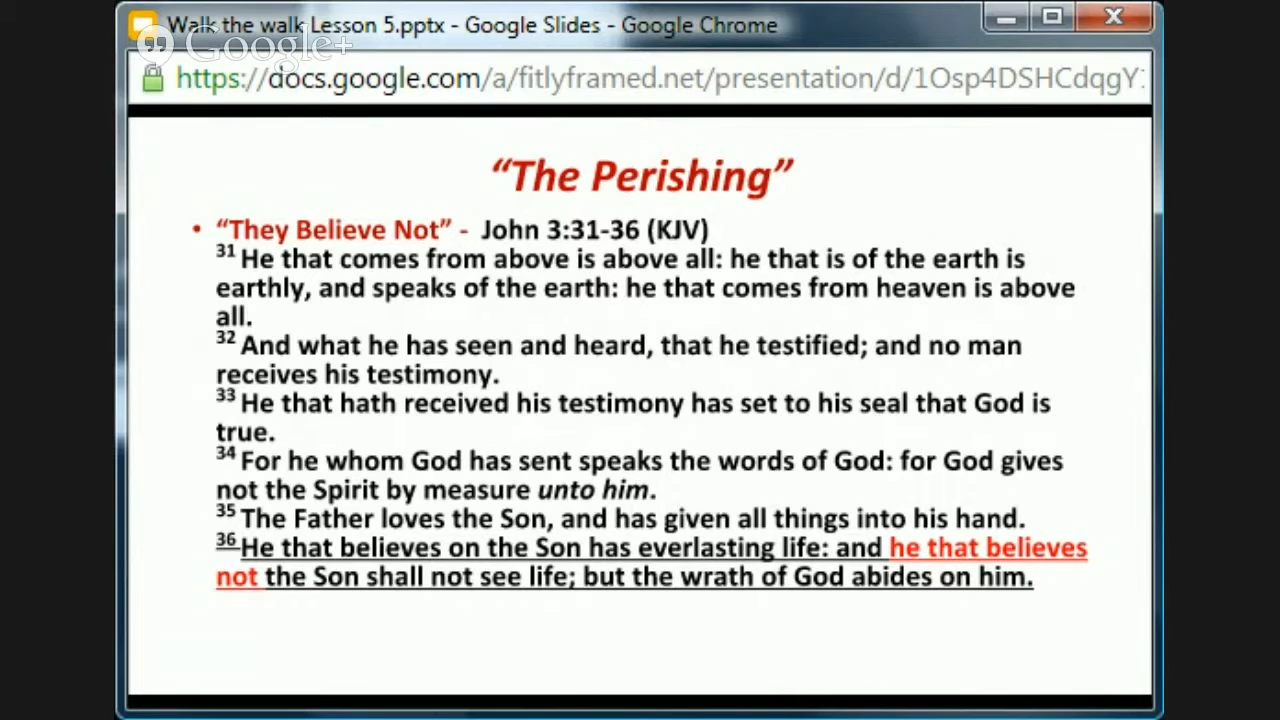 Walk the walk Lesson 5.pptx - Google Slides - Google Chrome
Google+
https://docs.google.com/a/fitlyframed.net/presentation/d/1Osp4DSHCdqgY
“The Perishing”
• “They Believe Not” - John 3:31-36 (KJV)
31 He that comes from above is above all: he that is of the earth is
earthly, and speaks of the earth: he that comes from heaven is above
all.
32 And what he has seen and heard, that he testified; and no man
receives his testimony.
33 He that hath received his testimony has set to his seal that God is
true.
34 For he whom God has sent speaks the words of God: for God gives
not the Spirit by measure unto him.
35 The Father loves the Son, and has given all things into his hand.
36 He that believes on the Son has everlasting life: and he that believes
not the Son shall not see life; but the wrath of God abides on him.